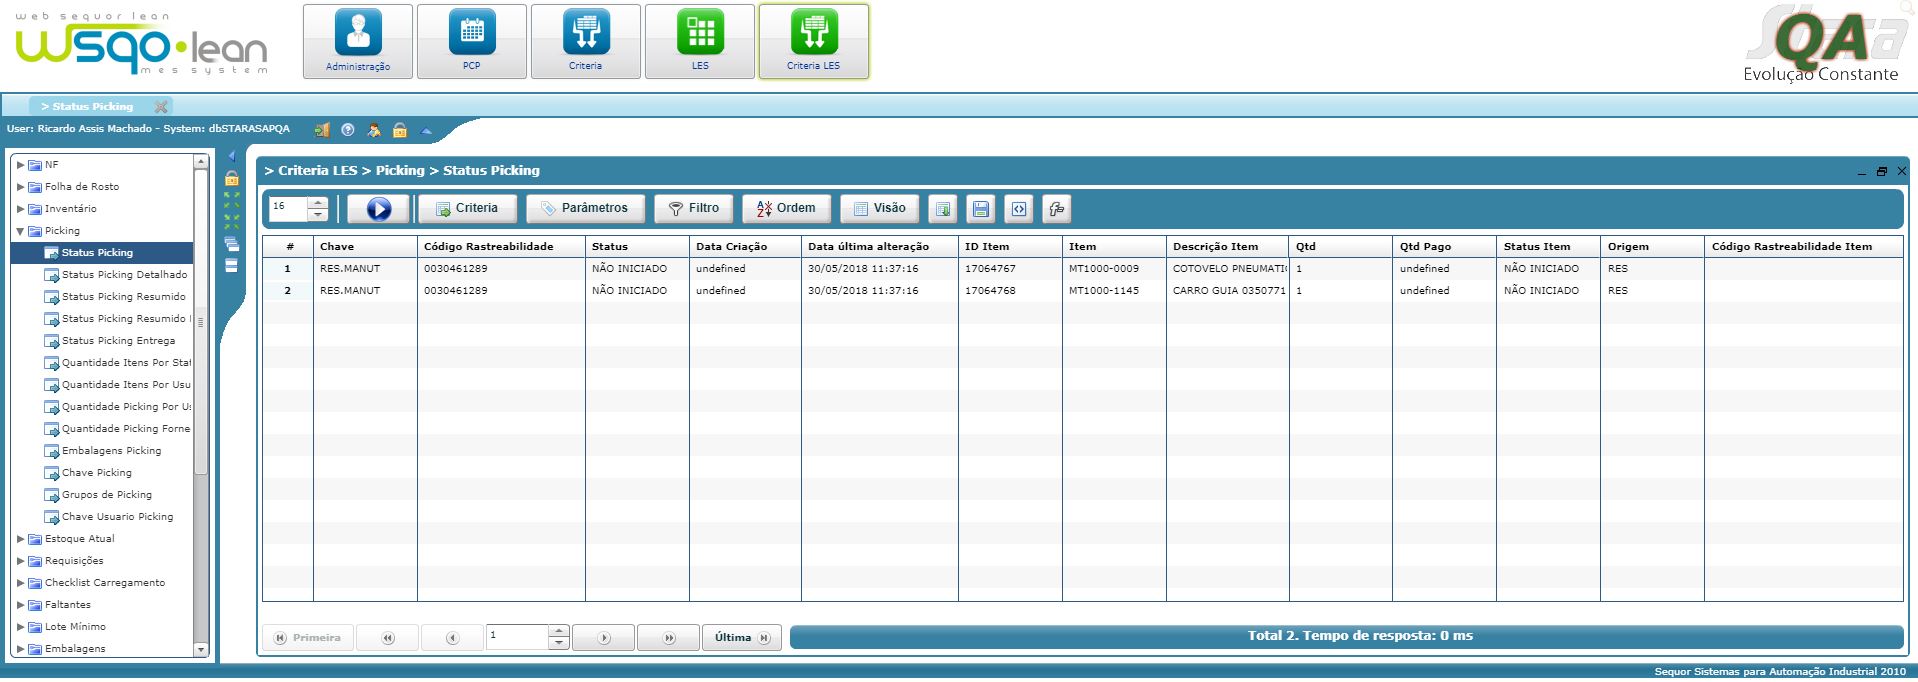 web sequor lean
wsqo•lean
mes system
Administração
PCP
Criteria
LES
Criteria LES
QA
Evolução Constante
> Status Picking
User: Ricardo Assis Machado - System: dbSTARASAPQA
NF
Folha de Rosto
Inventário
Picking
Status Picking
Status Picking Detalhado
Status Picking Resumido
Status Picking Resumido
Status Picking Entrega
Quantidade Itens Por Stat
Quantidade Itens Por Usu
Quantidade Picking Por Us
Quantidade Picking Forne
Embalagens Picking
Chave Picking
Grupos de Picking
Chave Usuario Picking
Estoque Atual
Requisições
Checklist Carregamento
Faltantes
Lote Mínimo
Embalagens
> Criteria LES > Picking > Status Picking
16 Criteria Parâmetros Filtro Ordem Visão
# Chave Código Rastreabilidade Status Data Criação Data última alteração ID Item Item Descrição Item Qtd Qtd Pago Status Item Origem Código Rastreabilidade Item
1 RES.MANUT 0030461289 NÃO INICIADO undefined 30/05/2018 11:37:16 17064767 MT1000-0009 COTOVELO PNEUMATIC 1 undefined NÃO INICIADO RES
2 RES.MANUT 0030461289 NÃO INICIADO undefined 30/05/2018 11:37:16 17064768 MT1000-1145 CARRO GUIA 0350771 1 undefined NÃO INICIADO RES
Primeira 1 Última Total 2. Tempo de resposta: 0 ms
Sequor Sistemas para Automação Industrial 2010